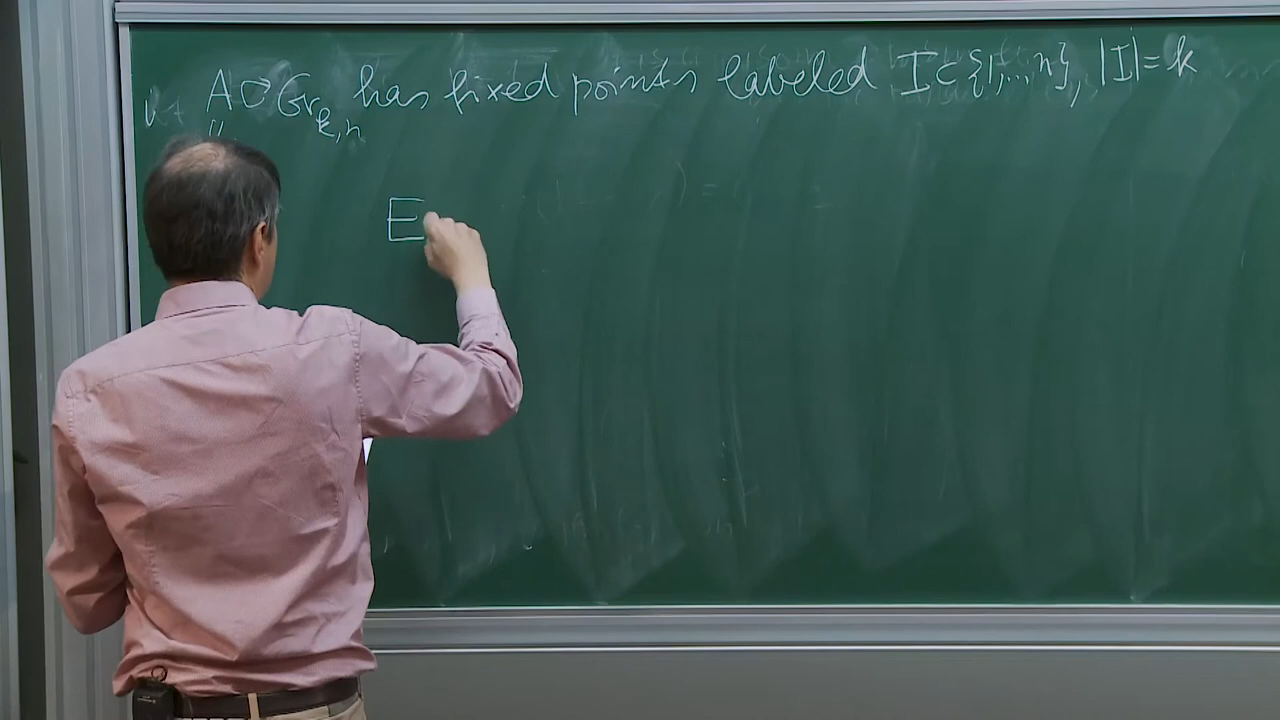 A ↻ Gr_{k,n} has fixed points labeled I ⊂ {1,..,n}, |I| = k
E